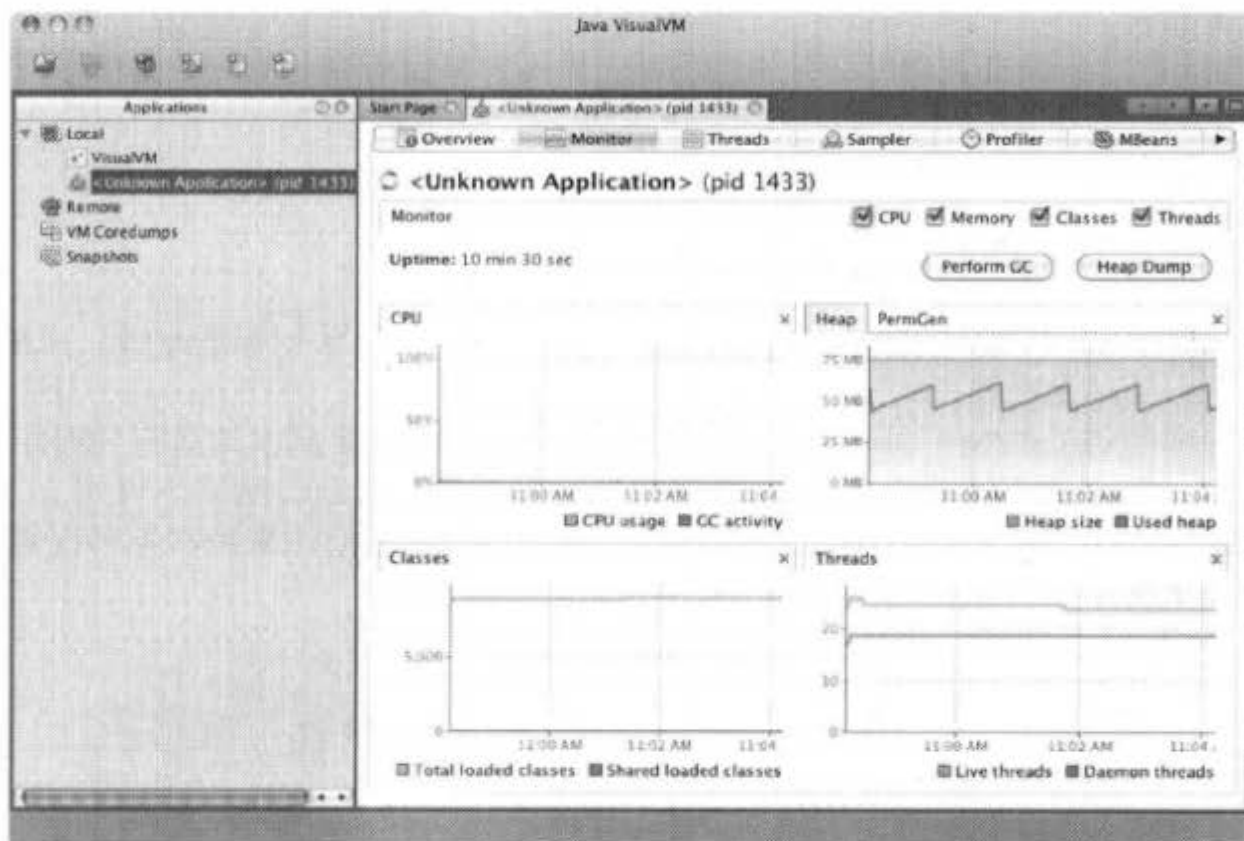 Java VisualVM
Applications
Start Page
<Unknown Application> (pid 1433)
Local
VisualVM
<Unknown Application> (pid 1433)
Remote
VM Coredumps
Snapshots
Overview
Monitor
Threads
Sampler
Profiler
MBeans
<Unknown Application> (pid 1433)
Monitor
CPU
Memory
Classes
Threads
Uptime: 10 min 30 sec
Perform GC
Heap Dump
CPU
100%
50%
0%
11:00 AM
11:02 AM
11:04
CPU usage
GC activity
Heap
PermGen
75 MB
50 MB
25 MB
0 MB
11:00 AM
11:02 AM
11:04
Heap size
Used heap
Classes
5,000
0
11:00 AM
11:02 AM
11:04
Total loaded classes
Shared loaded classes
Threads
20
10
0
11:00 AM
11:02 AM
11:04
Live threads
Daemon threads